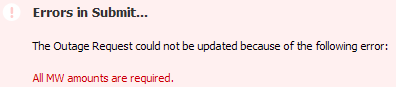 Errors in Submit...
The Outage Request could not be updated because of the following error:
All MW amounts are required.